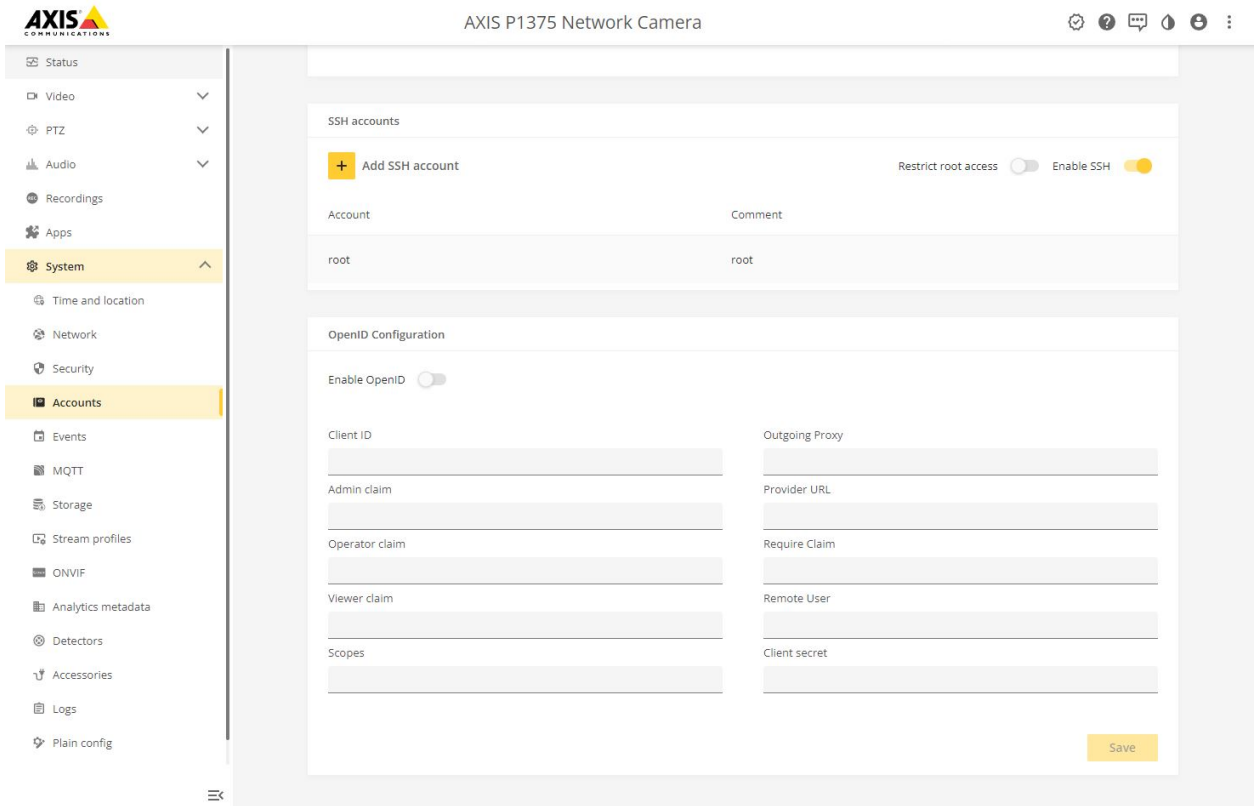 AXIS
COMMUNICATIONS
AXIS P1375 Network Camera
Status
Video
PTZ
Audio
REC Recordings
Apps
System
Time and location
Network
Security
Accounts
Events
MQTT
Storage
Stream profiles
ONVIF
Analytics metadata
Detectors
Accessories
Logs
Plain config
SSH accounts
+ Add SSH account
Restrict root access
Enable SSH
Account Comment
root root
OpenID Configuration
Enable OpenID
Client ID Outgoing Proxy
Admin claim Provider URL
Operator claim Require Claim
Viewer claim Remote User
Scopes Client secret
Save